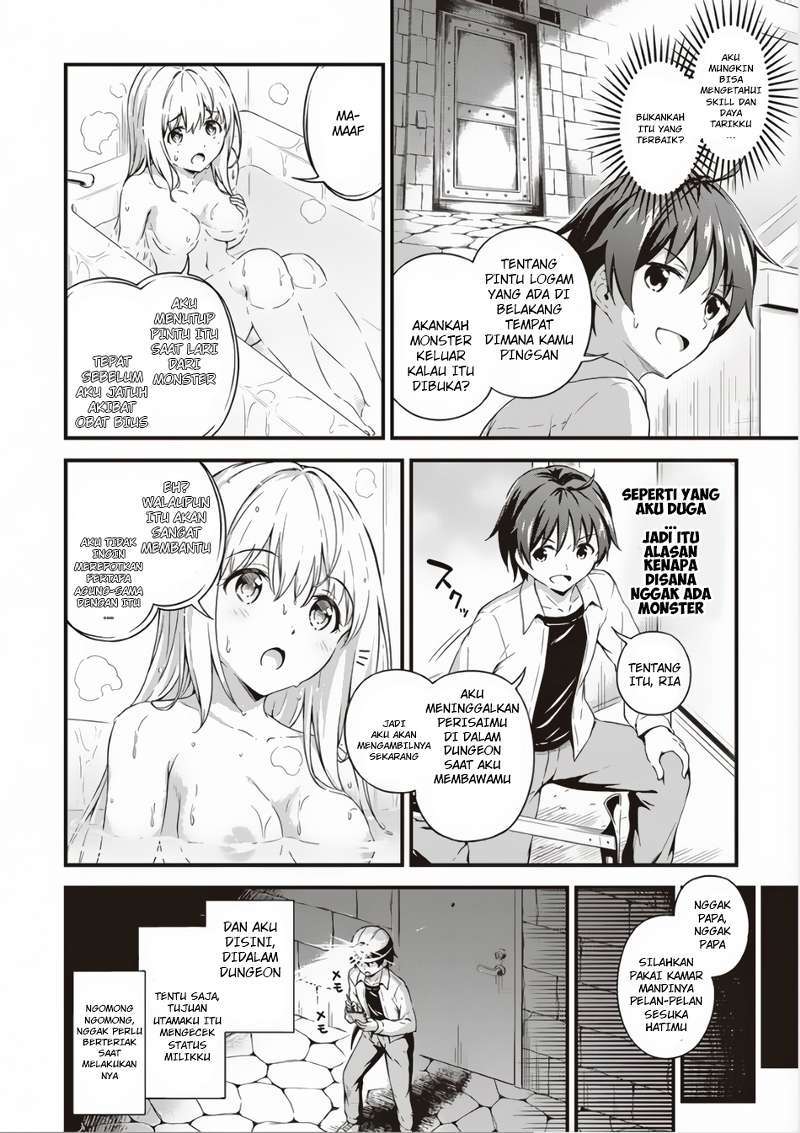 AKU
MUNGKIN
BISA
MENGETAHUI
SKILL DAN
DAYA
TARIKKU
...
BUKANKAH
ITU YANG
TERBAIK?
TENTANG
PINTU LOGAM
YANG ADA DI
BELAKANG
TEMPAT
DIMANA KAMU
PINGSAN
AKANKAH
MONSTER
KELUAR
KALAU ITU
DIBUKA?
MA-
MAAF
AKU
MENUTUP
PINTU ITU
SAAT LARI
DARI
MONSTER
TEPAT
SEBELUM
AKU JATUH
AKIBAT
OBAT BIUS
SEPERTI YANG
AKU DUGA
...
JADI ITU
ALASAN
KENAPA
DISANA
NGGAK ADA
MONSTER
TENTANG
ITU, RIA
ドクッ
AKU
MENINGGALKAN
PERISAIMU
DI DALAM
DUNGEON
SAAT AKU
MEMBAWAMU
JADI
AKU AKAN
MENGAMBILNYA
SEKARANG
EH?
WALAUPUN
ITU AKAN
SANGAT
MEMBANTU
AKU TIDAK
INGIN
MEREPOTKAN
PERTAPA
AGUNG-SAMA
DENGAN ITU
....
NGGAK
PAPA,
NGGAK
PAPA
SILAHKAN
PAKAI KAMAR
MANDINYA
PELAN-PELAN
SESUKA
HATIMU
DAN AKU
DISINI,
DIDALAM
DUNGEON
TENTU SAJA,
TUJUAN
UTAMAKU ITU
MENGECEK
STATUS
MILIKKU
NGOMONG
NGOMONG,
NGGAK PERLU
BERTERIAK
SAAT
MELAKUKAN
NYA